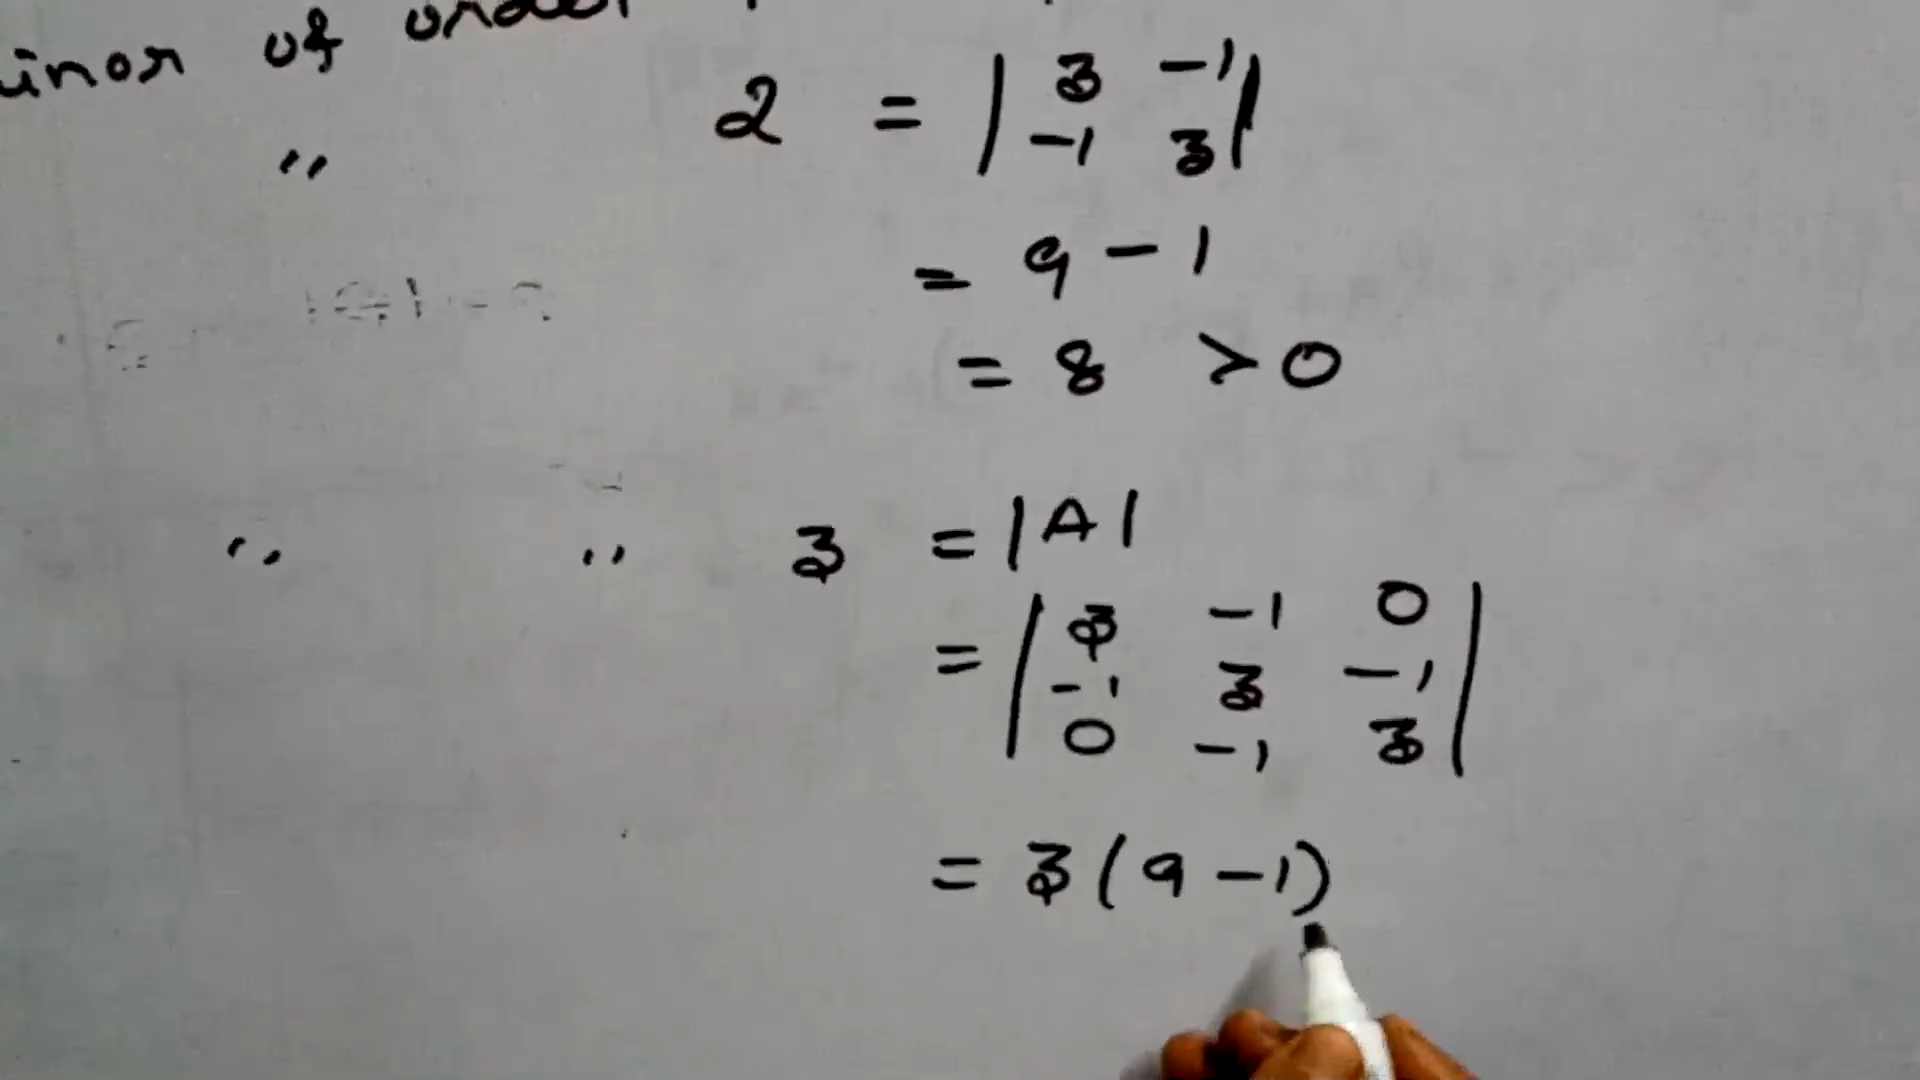 inor of order
" 2 = | 3 -1 |
| -1 3 |
= 9 - 1
= 8 > 0
" " 3 = |A|
= | 3 -1 0 |
| -1 3 -1 |
| 0 -1 3 |
= 3 ( 9 - 1 )